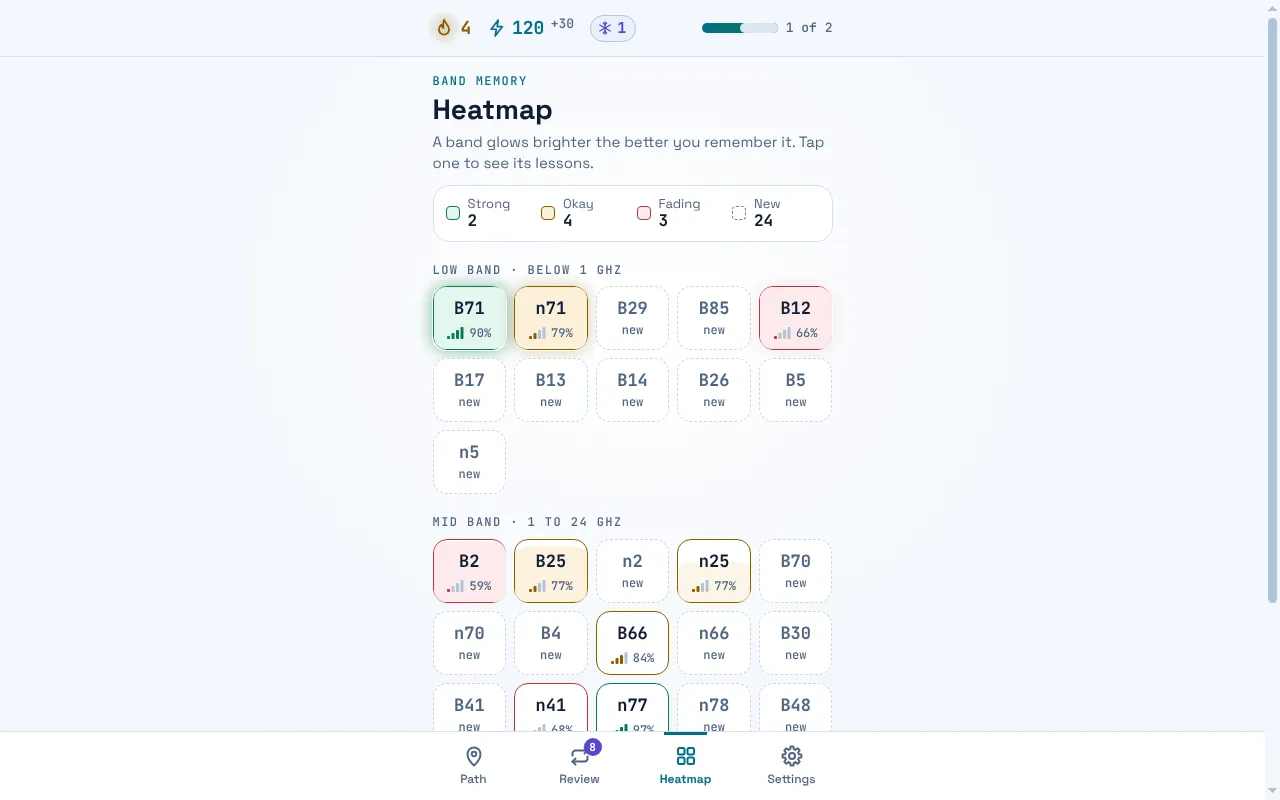 4 120 +30 1 1 of 2
BAND MEMORY
Heatmap
A band glows brighter the better you remember it. Tap
one to see its lessons.
Strong Okay Fading New
2 4 3 24
LOW BAND · BELOW 1 GHZ
B71 n71 B29 B85 B12
90% 79% new new 66%
B17 B13 B14 B26 B5
new new new new new
n5
new
MID BAND · 1 TO 24 GHZ
B2 B25 n2 n25 B70
59% 77% new 77% new
n70 B4 B66 n66 B30
new new 84% new new
B41 n41 n77 n78 B48
new 68% 97% new new
8
Path Review Heatmap Settings